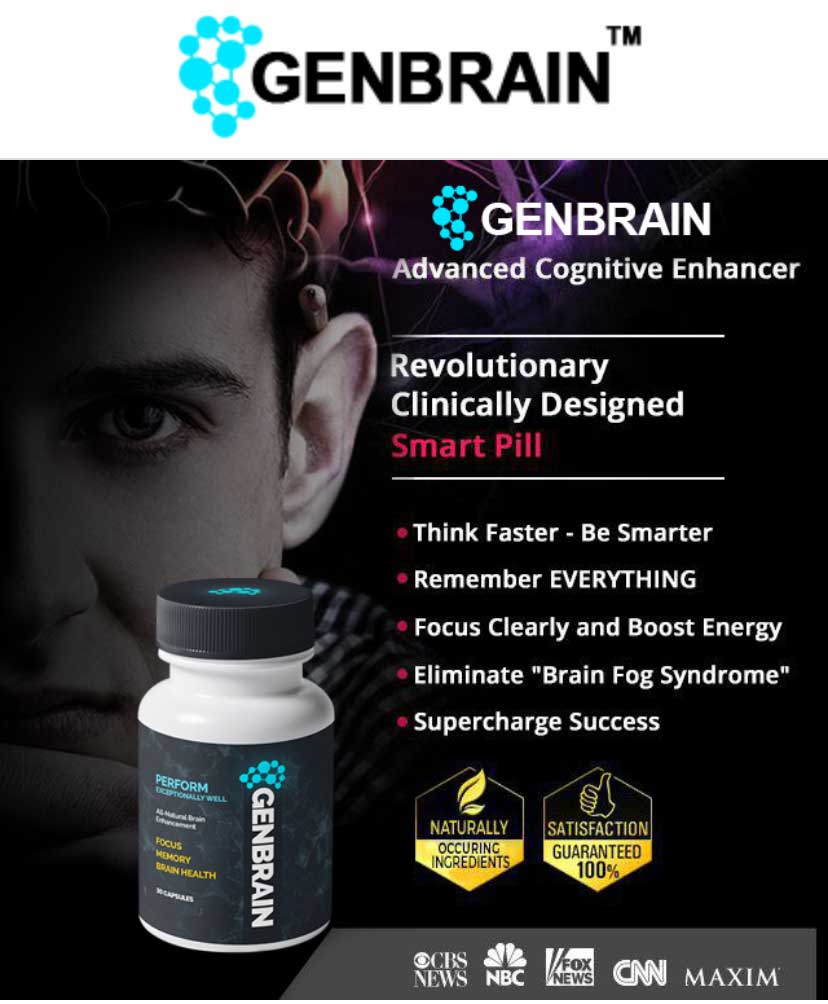 GENBRAIN™
GENBRAIN
Advanced Cognitive Enhancer
Revolutionary
Clinically Designed
Smart Pill
• Think Faster - Be Smarter
• Remember EVERYTHING
• Focus Clearly and Boost Energy
• Eliminate "Brain Fog Syndrome"
• Supercharge Success
NATURALLY
OCCURING
INGREDIENTS
SATISFACTION
GUARANTEED
100%
PERFORM
EXCEPTIONALLY WELL
All-Natural Brain
Enhancement
FOCUS
MEMORY
BRAIN HEALTH
30 CAPSULES
GENBRAIN
CBS
NEWS
NBC
FOX
NEWS
CNN
MAXIM